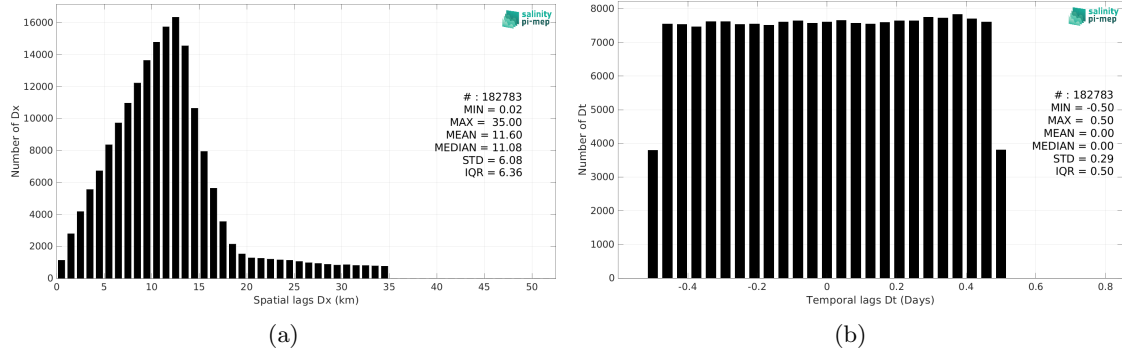 16000
14000
12000
10000
8000
6000
4000
2000
0
Number of Dx
0 5 10 15 20 25 30 35 40 45 50
Spatial lags Dx (km)
salinity
pi-mep
# : 182783
MIN = 0.02
MAX = 35.00
MEAN = 11.60
MEDIAN = 11.08
STD = 6.08
IQR = 6.36
(a)
8000
7000
6000
5000
4000
3000
2000
1000
0
Number of Dt
-0.4 -0.2 0 0.2 0.4 0.6 0.8
Temporal lags Dt (Days)
salinity
pi-mep
# : 182783
MIN = -0.50
MAX = 0.50
MEAN = 0.00
MEDIAN = 0.00
STD = 0.29
IQR = 0.50
(b)